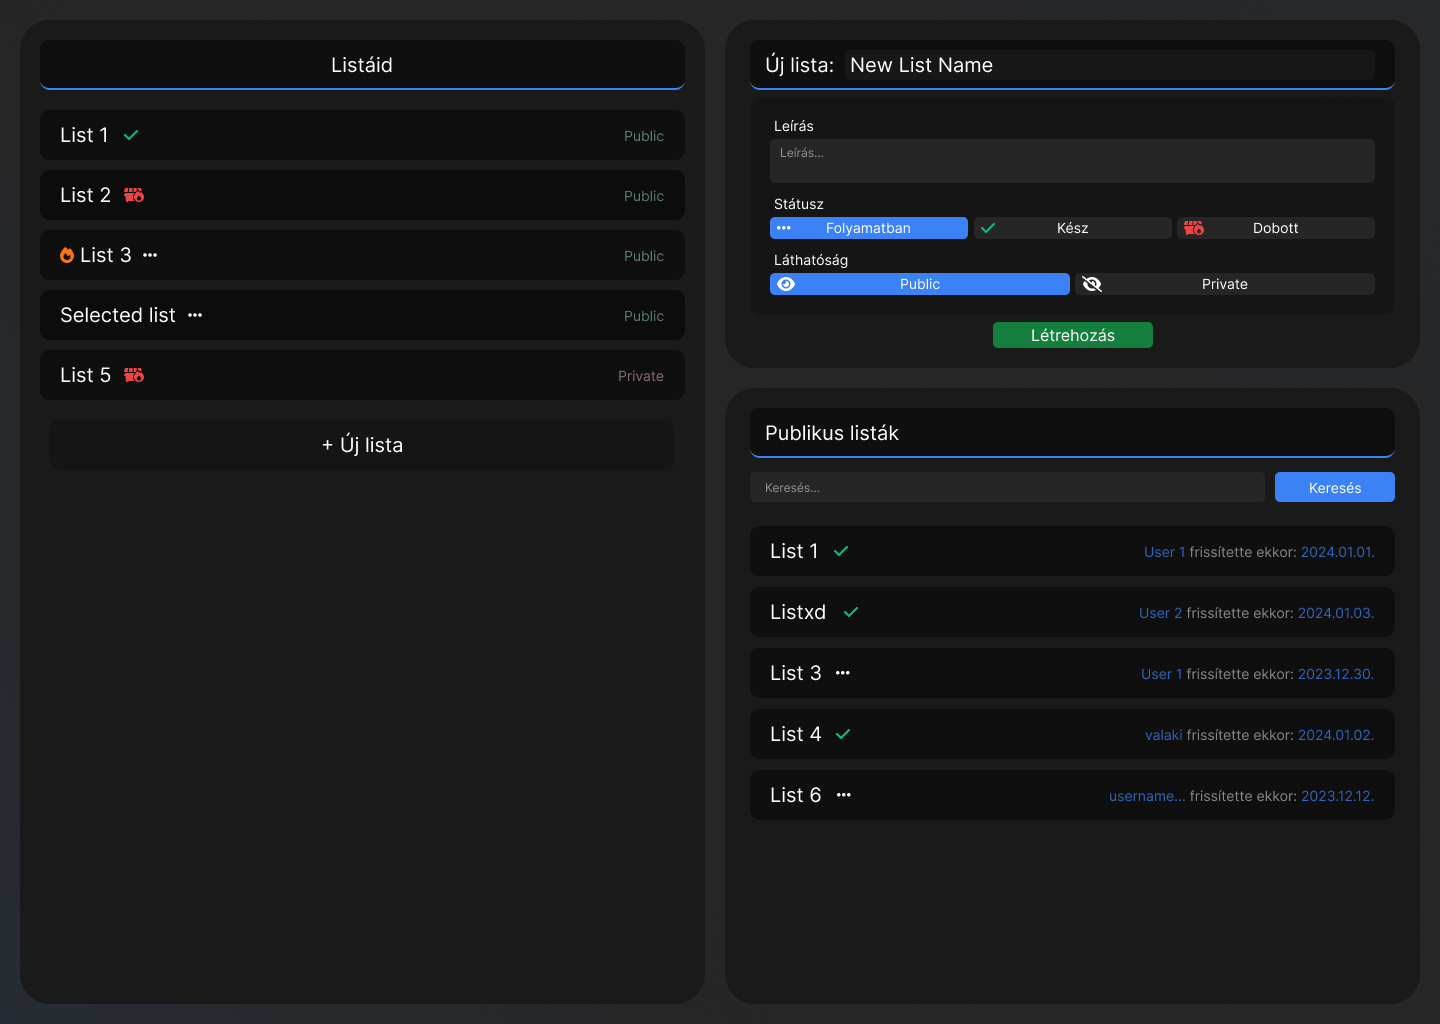 Listáid
List 1
Public
List 2
Public
List 3
Public
Selected list
Public
List 5
Private
+ Új lista
Új lista: New List Name
Leírás
Leírás...
Státusz
Folyamatban
Kész
Dobott
Láthatóság
Public
Private
Létrehozás
Publikus listák
Keresés...
Keresés
List 1
User 1 frissítette ekkor: 2024.01.01.
Listxd
User 2 frissítette ekkor: 2024.01.03.
List 3
User 1 frissítette ekkor: 2023.12.30.
List 4
valaki frissítette ekkor: 2024.01.02.
List 6
username... frissítette ekkor: 2023.12.12.